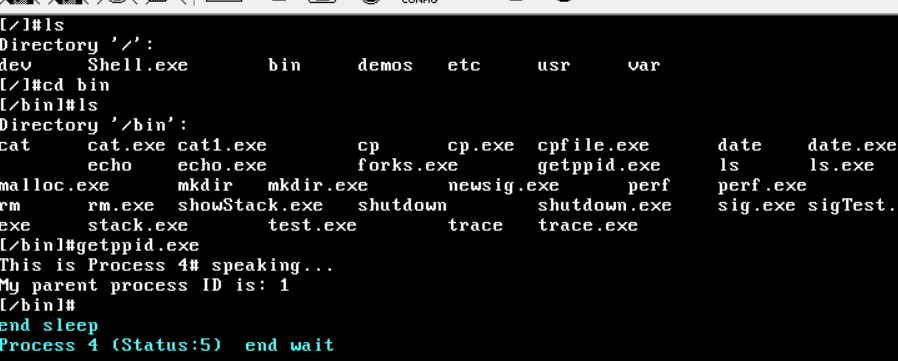 CONFIG
[/]#ls
Directory '/':
dev Shell.exe bin demos etc usr var
[/]#cd bin
[/bin]#ls
Directory '/bin':
cat cat.exe cat1.exe cp cp.exe cpfile.exe date date.exe
echo echo.exe forks.exe getppid.exe ls ls.exe
malloc.exe mkdir mkdir.exe newsig.exe perf perf.exe
rm rm.exe showStack.exe shutdown shutdown.exe sig.exe sigTest.
exe stack.exe test.exe trace trace.exe
[/bin]#getppid.exe
This is Process 4# speaking...
My parent process ID is: 1
[/bin]#
end sleep
Process 4 (Status:5) end wait